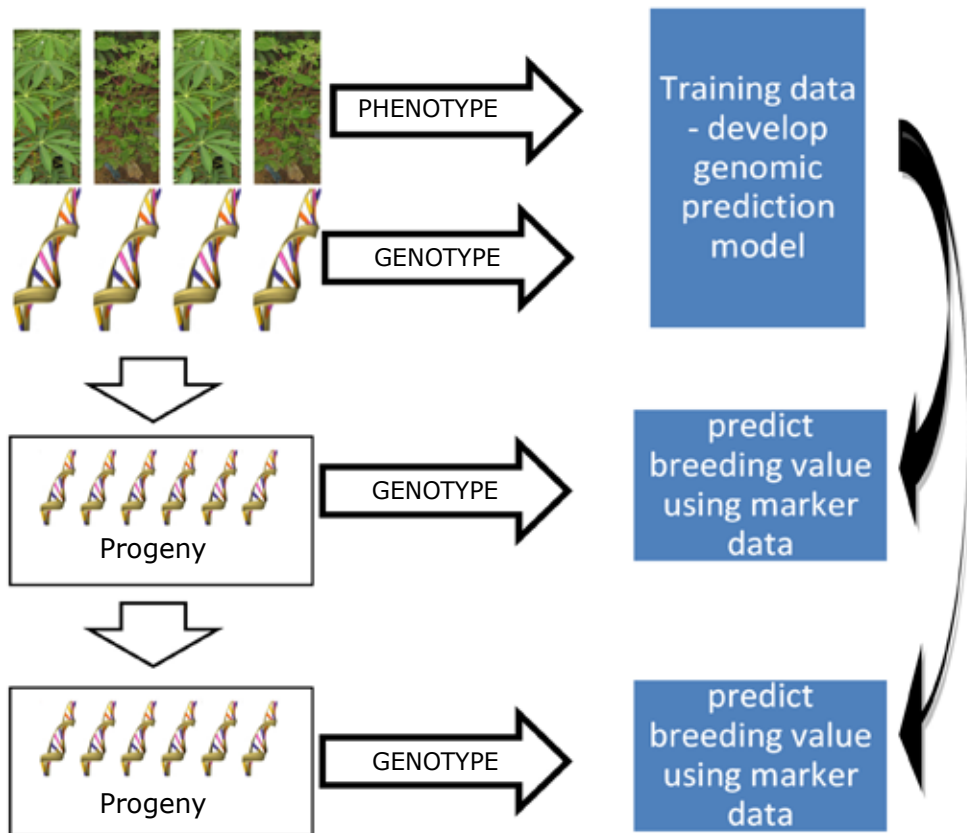 PHENOTYPE
Training data
- develop
genomic
prediction
model
GENOTYPE
predict
breeding value
using marker
data
GENOTYPE
Progeny
predict
breeding value
using marker
data
GENOTYPE
Progeny